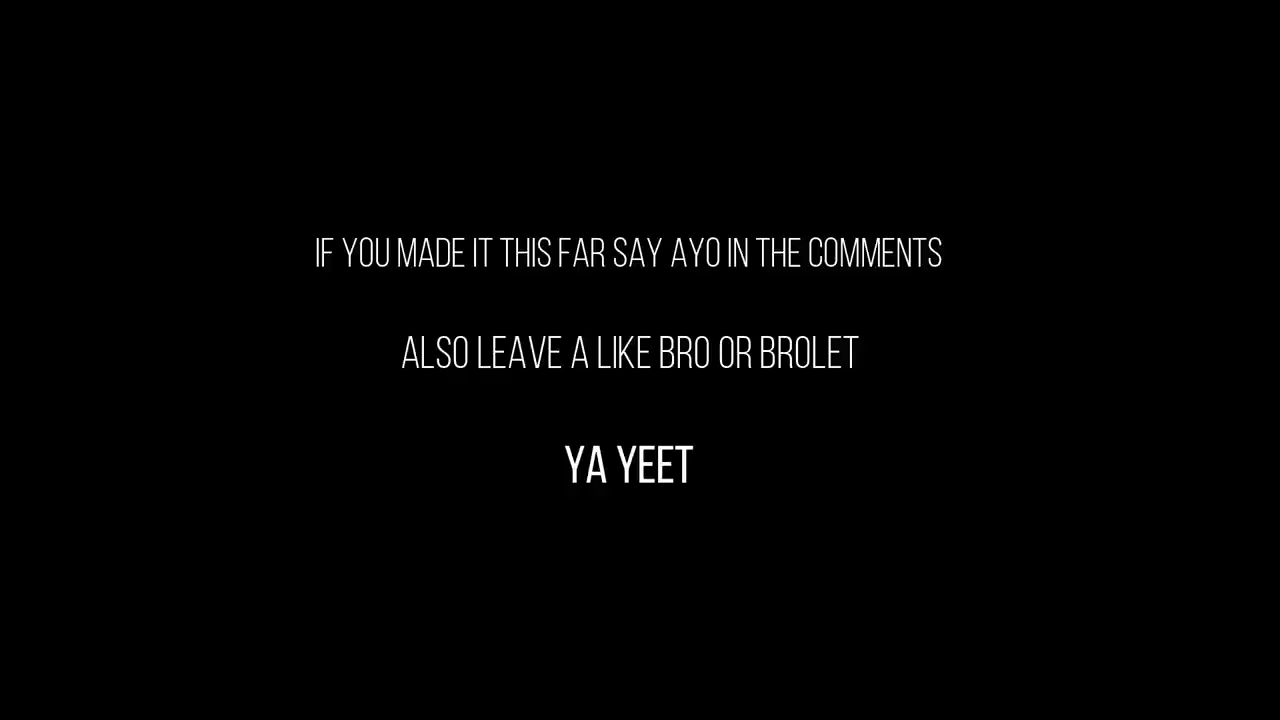 IF YOU MADE IT THIS FAR SAY AYO IN THE COMMENTS
ALSO LEAVE A LIKE BRO OR BROLET
YA YEET